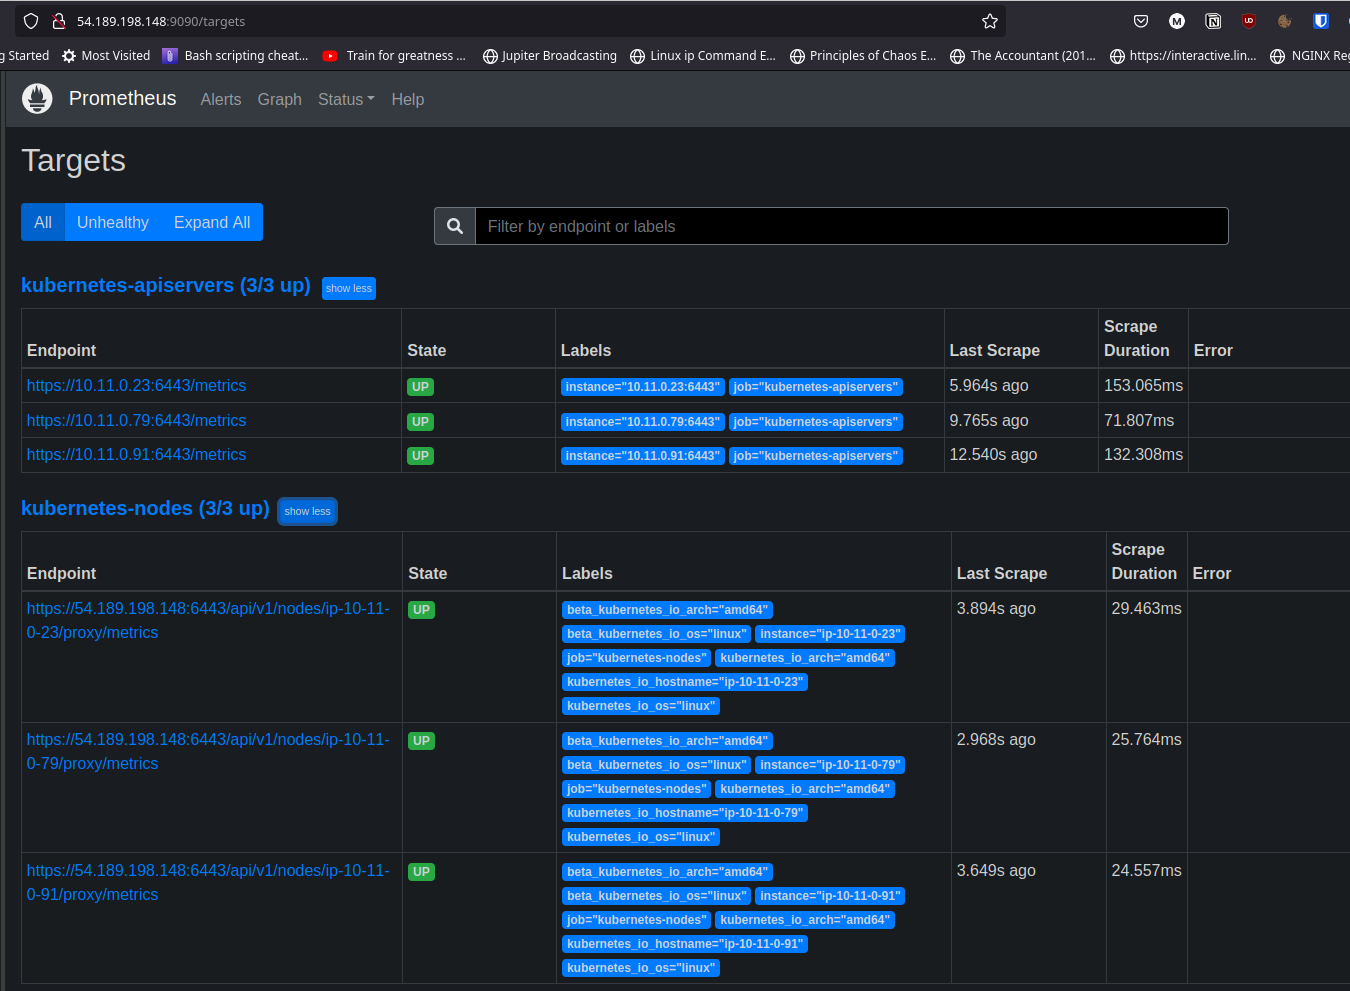 54.189.198.148:9090/targets
g Started Most Visited Bash scripting cheat... Train for greatness ... Jupiter Broadcasting Linux ip Command E... Principles of Chaos E... The Accountant (201... https://interactive.lin... NGINX Reg
Prometheus Alerts Graph Status Help
Targets
All Unhealthy Expand All Filter by endpoint or labels
kubernetes-apiservers (3/3 up) show less
Endpoint State Labels Last Scrape Scrape Duration Error
https://10.11.0.23:6443/metrics UP instance="10.11.0.23:6443" job="kubernetes-apiservers" 5.964s ago 153.065ms
https://10.11.0.79:6443/metrics UP instance="10.11.0.79:6443" job="kubernetes-apiservers" 9.765s ago 71.807ms
https://10.11.0.91:6443/metrics UP instance="10.11.0.91:6443" job="kubernetes-apiservers" 12.540s ago 132.308ms
kubernetes-nodes (3/3 up) show less
Endpoint State Labels Last Scrape Scrape Duration Error
https://54.189.198.148:6443/api/v1/nodes/ip-10-11- UP beta_kubernetes_io_arch="amd64" 3.894s ago 29.463ms
0-23/proxy/metrics beta_kubernetes_io_os="linux" instance="ip-10-11-0-23"
job="kubernetes-nodes" kubernetes_io_arch="amd64"
kubernetes_io_hostname="ip-10-11-0-23"
kubernetes_io_os="linux"
https://54.189.198.148:6443/api/v1/nodes/ip-10-11- UP beta_kubernetes_io_arch="amd64" 2.968s ago 25.764ms
0-79/proxy/metrics beta_kubernetes_io_os="linux" instance="ip-10-11-0-79"
job="kubernetes-nodes" kubernetes_io_arch="amd64"
kubernetes_io_hostname="ip-10-11-0-79"
kubernetes_io_os="linux"
https://54.189.198.148:6443/api/v1/nodes/ip-10-11- UP beta_kubernetes_io_arch="amd64" 3.649s ago 24.557ms
0-91/proxy/metrics beta_kubernetes_io_os="linux" instance="ip-10-11-0-91"
job="kubernetes-nodes" kubernetes_io_arch="amd64"
kubernetes_io_hostname="ip-10-11-0-91"
kubernetes_io_os="linux"